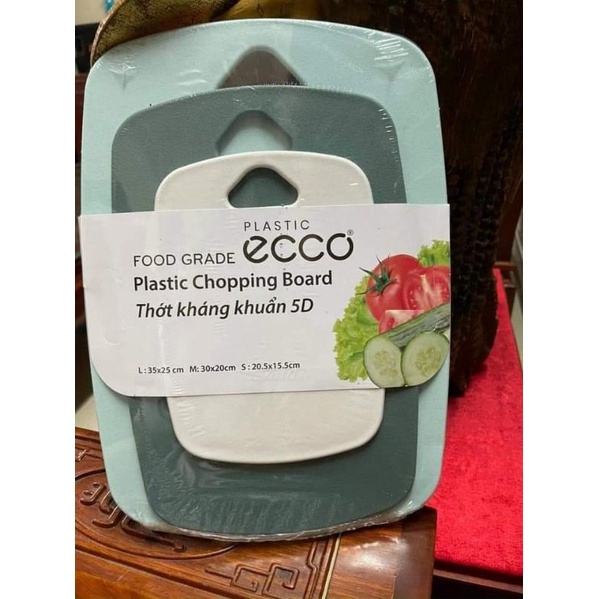 PLASTIC
FOOD GRADE ecco®
Plastic Chopping Board
Thớt kháng khuẩn 5D
L : 35x25 cm M: 30x20cm S : 20.5x15.5cm